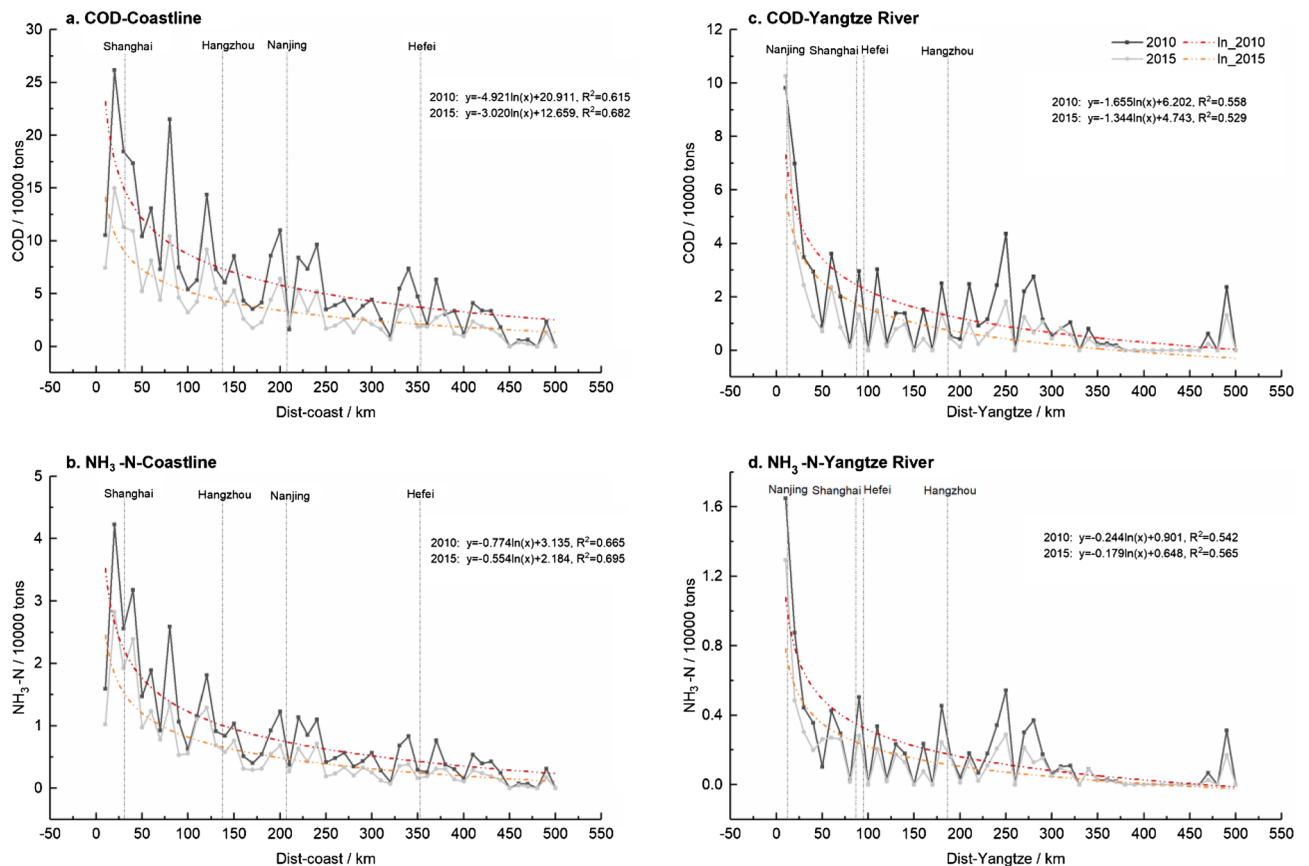 a. COD-Coastline
30
25
20
15
10
5
0
COD / 10000 tons
Shanghai
Hangzhou
Nanjing
Hefei
2010: y=-4.921ln(x)+20.911, R²=0.615
2015: y=-3.020ln(x)+12.659, R²=0.682
-50 0 50 100 150 200 250 300 350 400 450 500 550
Dist-coast / km
c. COD-Yangtze River
12
10
8
6
4
2
0
COD / 10000 tons
Nanjing
Shanghai
Hefei
Hangzhou
2010 ln_2010
2015 ln_2015
2010: y=-1.655ln(x)+6.202, R²=0.558
2015: y=-1.344ln(x)+4.743, R²=0.529
-50 0 50 100 150 200 250 300 350 400 450 500 550
Dist-Yangtze / km
b. NH₃ -N-Coastline
5
4
3
2
1
0
NH₃ -N / 10000 tons
Shanghai
Hangzhou
Nanjing
Hefei
2010: y=-0.774ln(x)+3.135, R²=0.665
2015: y=-0.554ln(x)+2.184, R²=0.695
-50 0 50 100 150 200 250 300 350 400 450 500 550
Dist-coast / km
d. NH₃ -N-Yangtze River
1.6
1.2
0.8
0.4
0.0
NH₃ -N / 10000 tons
Nanjing
Shanghai
Hefei
Hangzhou
2010: y=-0.244ln(x)+0.901, R²=0.542
2015: y=-0.179ln(x)+0.648, R²=0.565
-50 0 50 100 150 200 250 300 350 400 450 500 550
Dist-Yangtze / km